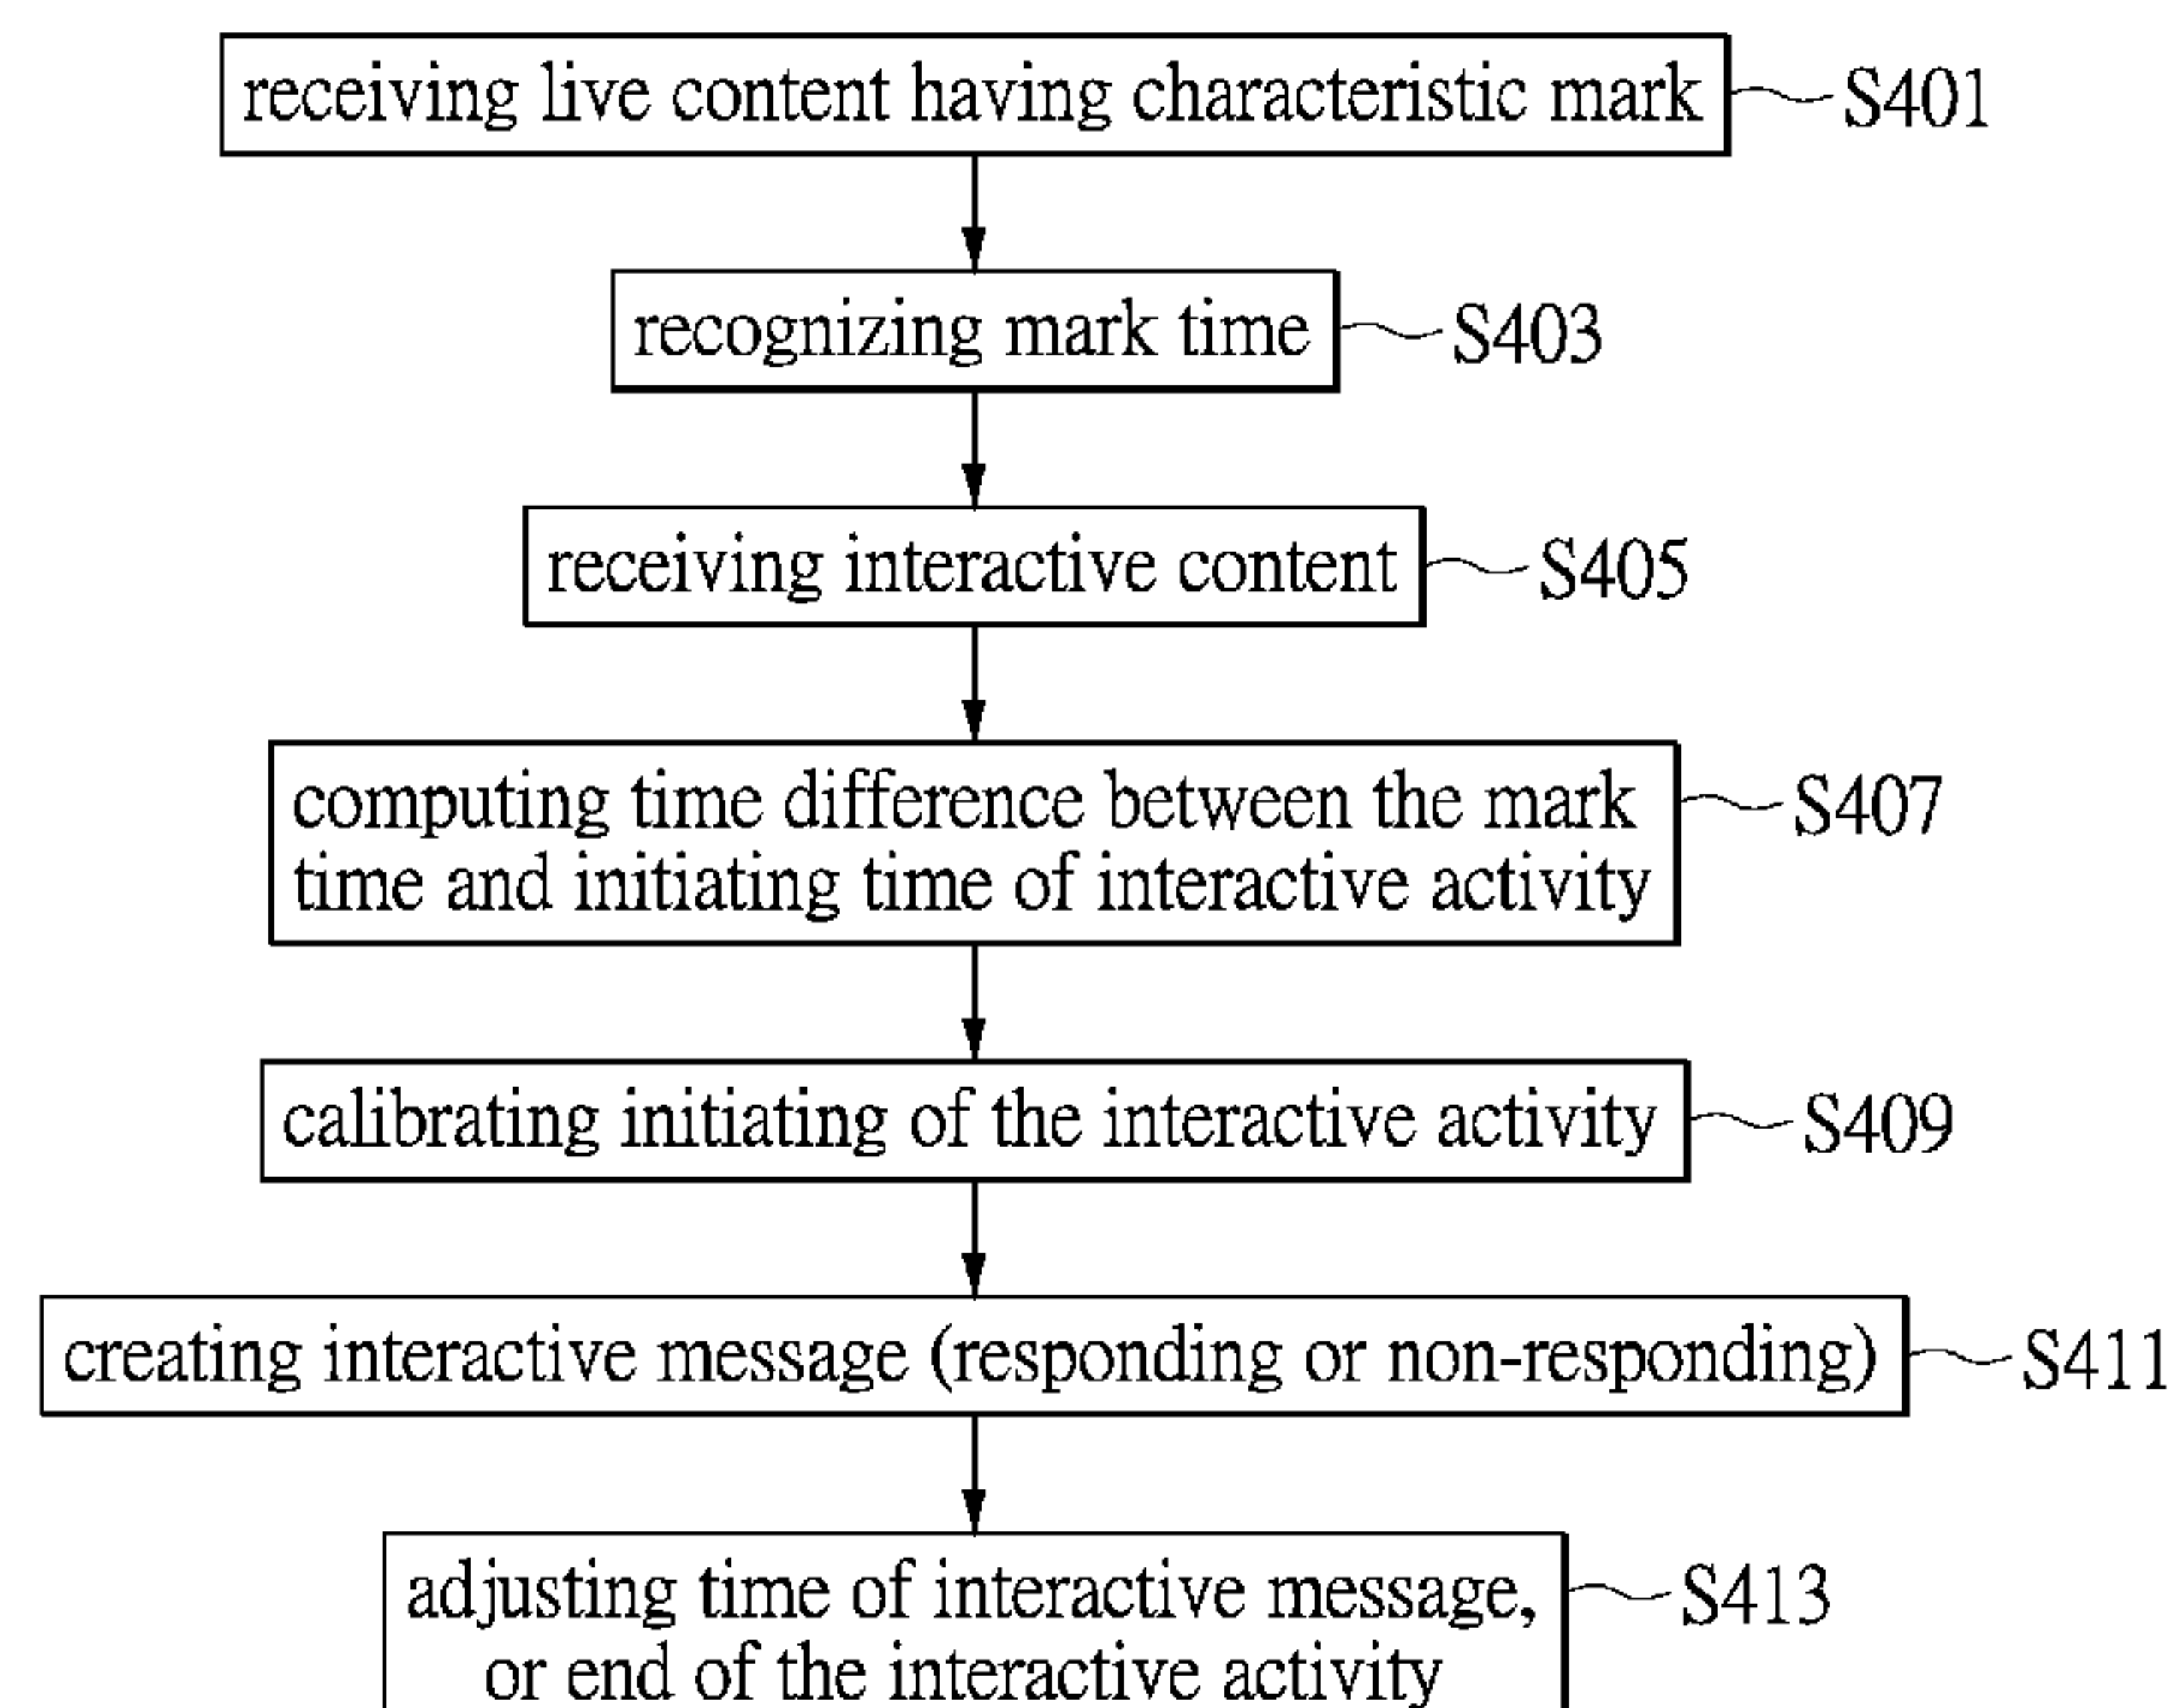 receiving live content having characteristic mark
S401
recognizing mark time
S403
receiving interactive content
S405
computing time difference between the mark
time and initiating time of interactive activity
S407
calibrating initiating of the interactive activity
S409
creating interactive message (responding or non-responding)
S411
adjusting time of interactive message,
or end of the interactive activity
S413